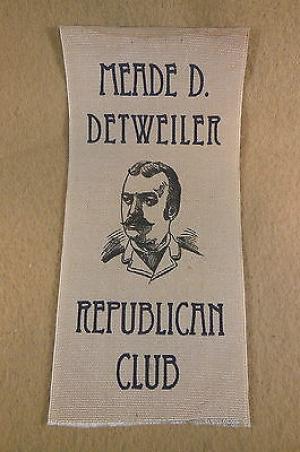 MEADE D.
DETWEILER
REPUBLICAN
CLUB